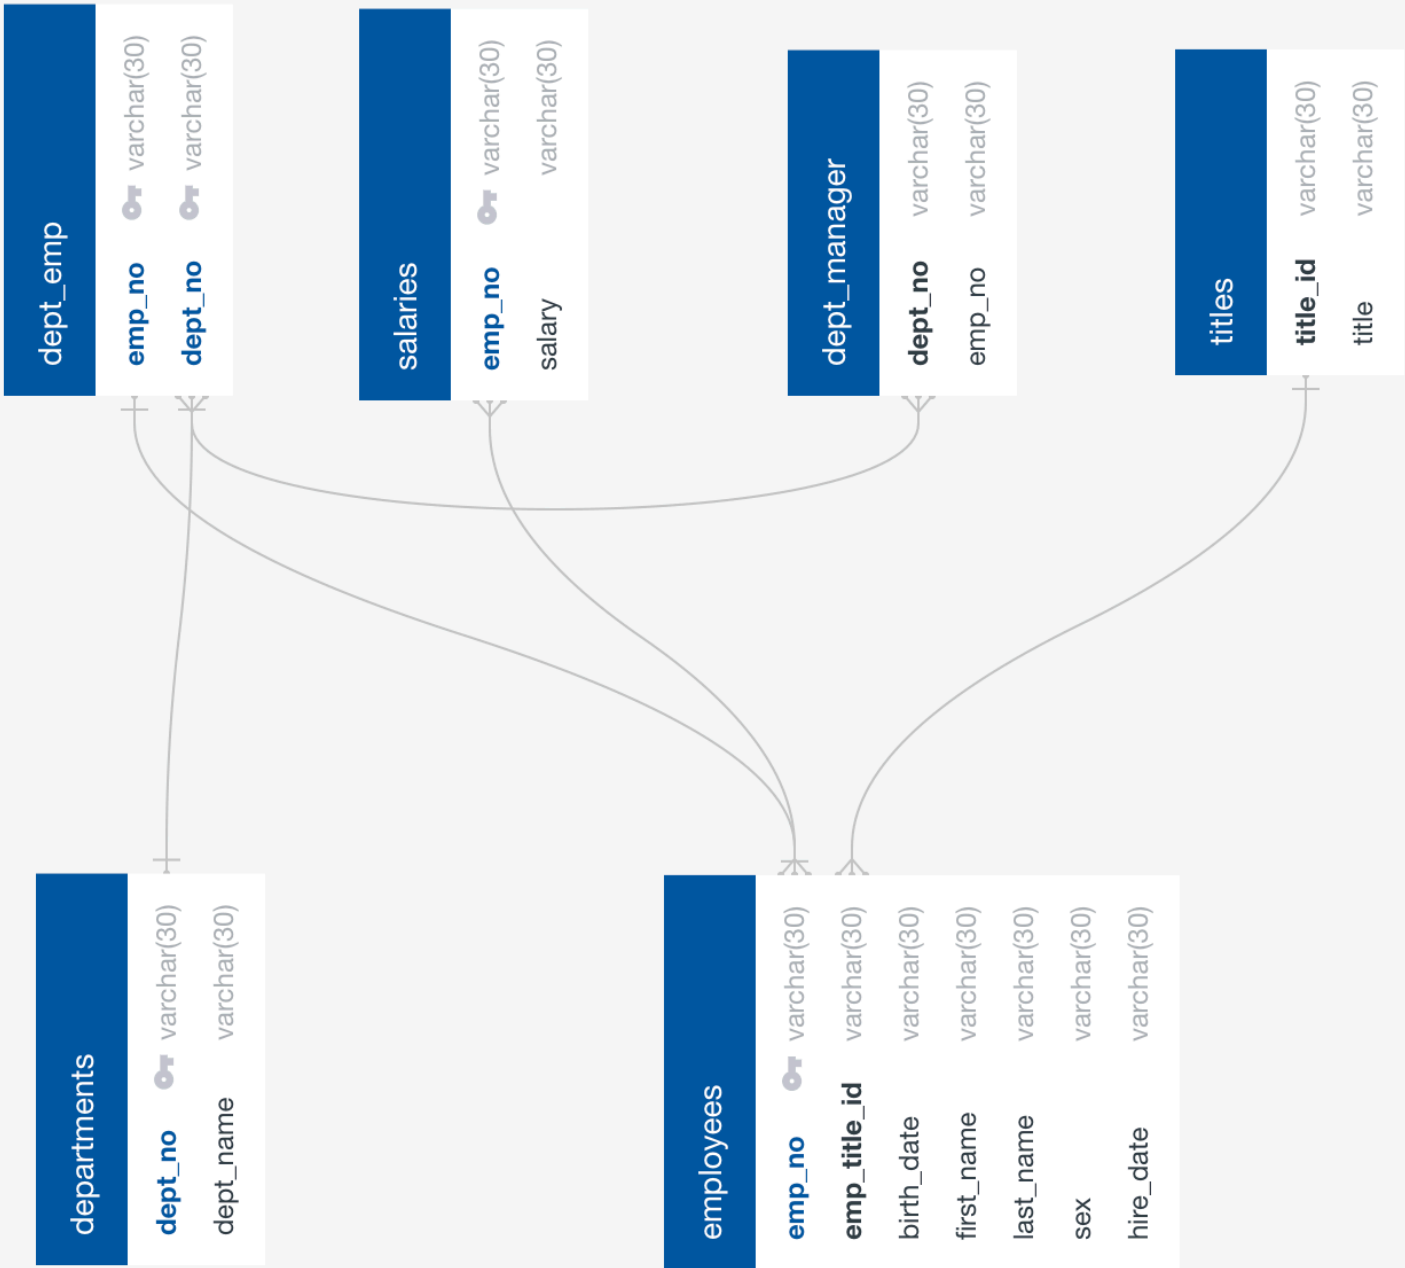 departments
dept_no varchar(30)
dept_name varchar(30)
dept_emp
emp_no varchar(30)
dept_no varchar(30)
salaries
emp_no varchar(30)
salary varchar(30)
employees
emp_no varchar(30)
emp_title_id varchar(30)
birth_date varchar(30)
first_name varchar(30)
last_name varchar(30)
sex varchar(30)
hire_date varchar(30)
dept_manager
dept_no varchar(30)
emp_no varchar(30)
titles
title_id varchar(30)
title varchar(30)